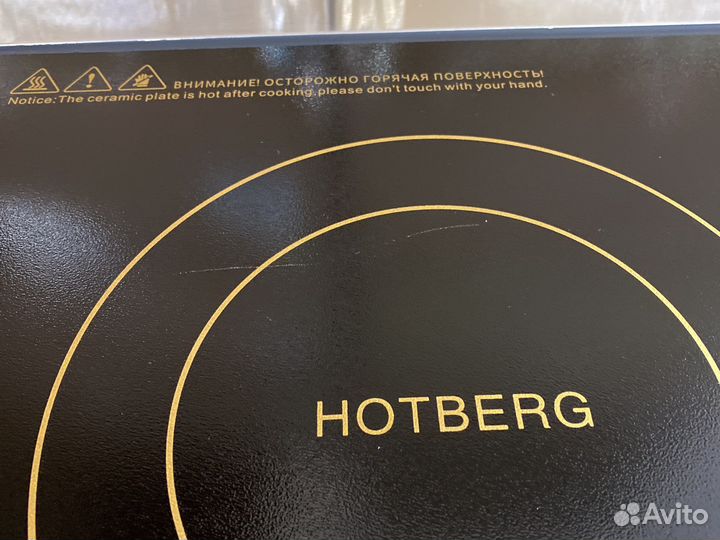 ВНИМАНИЕ! ОСТОРОЖНО ГОРЯЧАЯ ПОВЕРХНОСТЬ!
Notice: The ceramic plate is hot after cooking,please don't touch with your hand.
HOTBERG
Avito